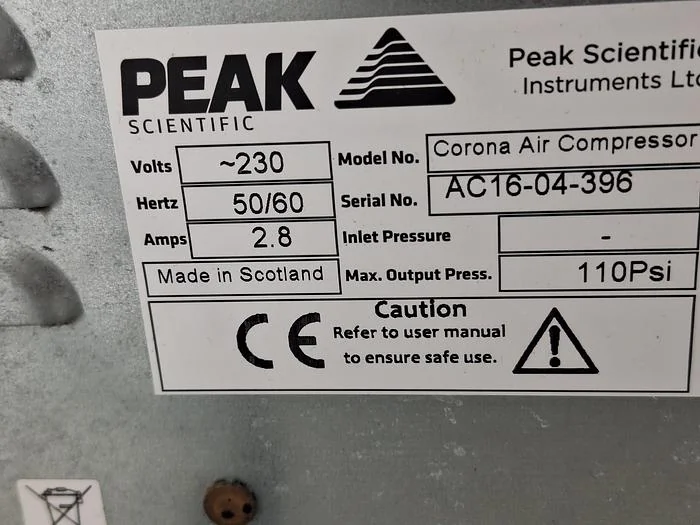 PEAK
SCIENTIFIC
Peak Scientific
Instruments Ltd
Volts ~230
Hertz 50/60
Amps 2.8
Made in Scotland
Model No. Corona Air Compressor
Serial No. AC16-04-396
Inlet Pressure -
Max. Output Press. 110Psi
CE
Caution
Refer to user manual
to ensure safe use.
!